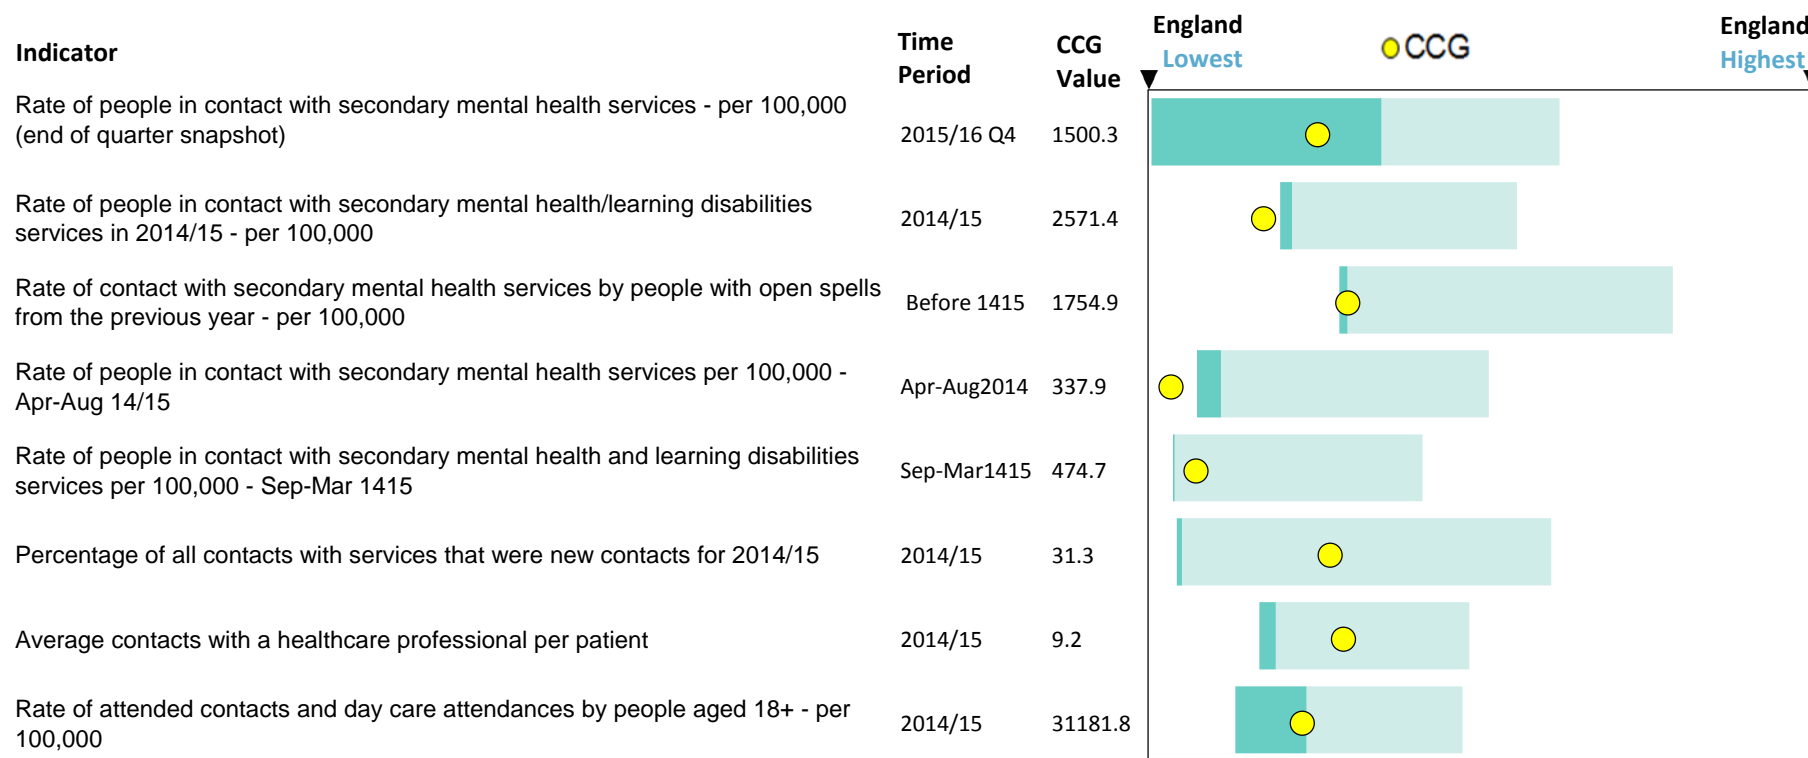 Indicator
Time
Period
CCG
Value
England
Lowest
CCG
England
Highest
Rate of people in contact with secondary mental health services - per 100,000
(end of quarter snapshot)
2015/16 Q4
1500.3
Rate of people in contact with secondary mental health/learning disabilities
services in 2014/15 - per 100,000
2014/15
2571.4
Rate of contact with secondary mental health services by people with open spells
from the previous year - per 100,000
Before 1415
1754.9
Rate of people in contact with secondary mental health services per 100,000 -
Apr-Aug 14/15
Apr-Aug2014
337.9
Rate of people in contact with secondary mental health and learning disabilities
services per 100,000 - Sep-Mar 1415
Sep-Mar1415
474.7
Percentage of all contacts with services that were new contacts for 2014/15
2014/15
31.3
Average contacts with a healthcare professional per patient
2014/15
9.2
Rate of attended contacts and day care attendances by people aged 18+ - per
100,000
2014/15
31181.8